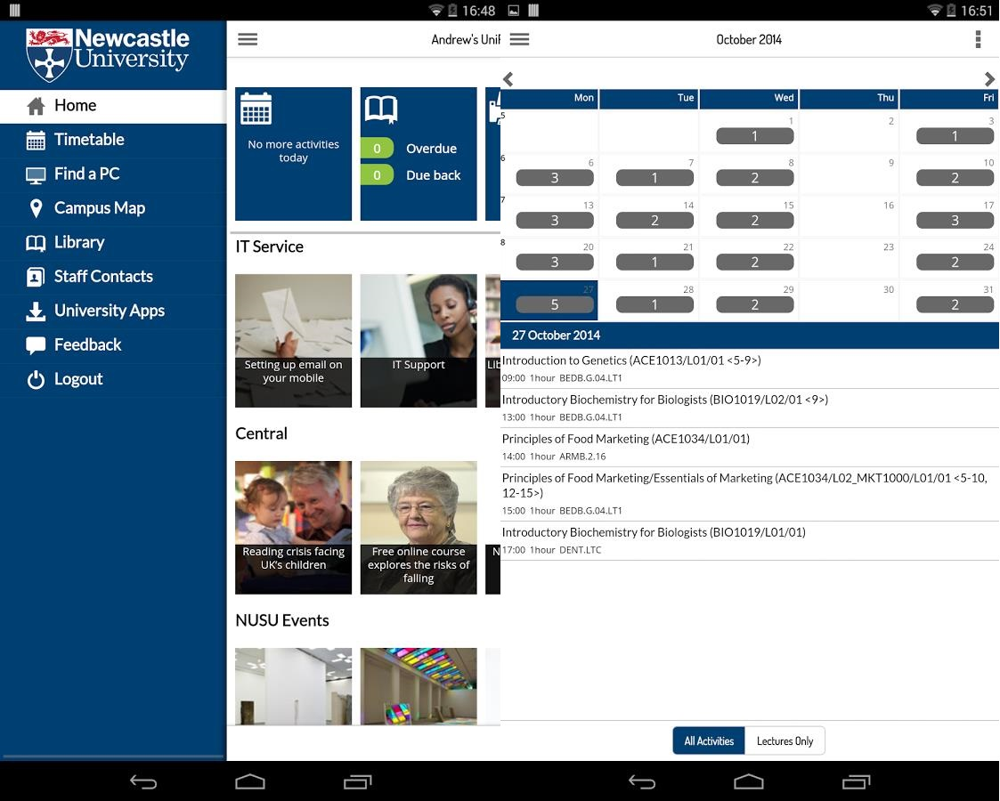 16:48
Newcastle
University
Home
Timetable
Find a PC
Campus Map
Library
Staff Contacts
University Apps
Feedback
Logout
Andrew's
No more activities
today
0 Overdue
0 Due back
IT Service
Setting up email on
your mobile
IT Support
Central
Reading crisis facing
UK's children
Free online course
explores the risks of
falling
NUSU Events
16:51
October 2014
Mon Tue Wed Thu Fri
5 1 2 3
1 1
6 6 7 8 9 10
3 1 2 2
7 13 14 15 16 17
3 2 2 3
8 20 21 22 23 24
3 1 2 2
27 28 29 30 31
5 1 2 2
27 October 2014
Introduction to Genetics (ACE1013/L01/01 <5-9>)
09:00 1hour BEDB.G.04.LT1
Introductory Biochemistry for Biologists (BIO1019/L02/01 <9>)
13:00 1hour BEDB.G.04.LT1
Principles of Food Marketing (ACE1034/L01/01)
14:00 1hour ARMB.2.16
Principles of Food Marketing/Essentials of Marketing (ACE1034/L02_MKT1000/L01/01 <5-10,
12-15>)
15:00 1hour BEDB.G.04.LT1
Introductory Biochemistry for Biologists (BIO1019/L01/01)
17:00 1hour DENT.LTC
All Activities Lectures Only